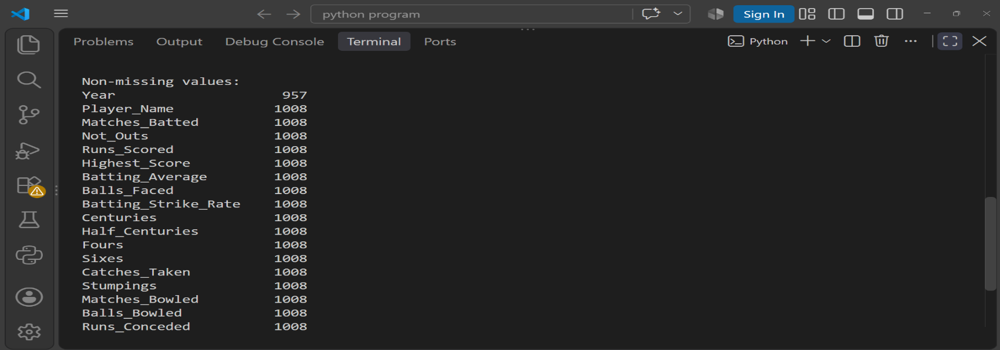 python program
Sign In
Problems Output Debug Console Terminal Ports
Python
Non-missing values:
Year 957
Player_Name 1008
Matches_Batted 1008
Not_Outs 1008
Runs_Scored 1008
Highest_Score 1008
Batting_Average 1008
Balls_Faced 1008
Batting_Strike_Rate 1008
Centuries 1008
Half_Centuries 1008
Fours 1008
Sixes 1008
Catches_Taken 1008
Stumpings 1008
Matches_Bowled 1008
Balls_Bowled 1008
Runs_Conceded 1008